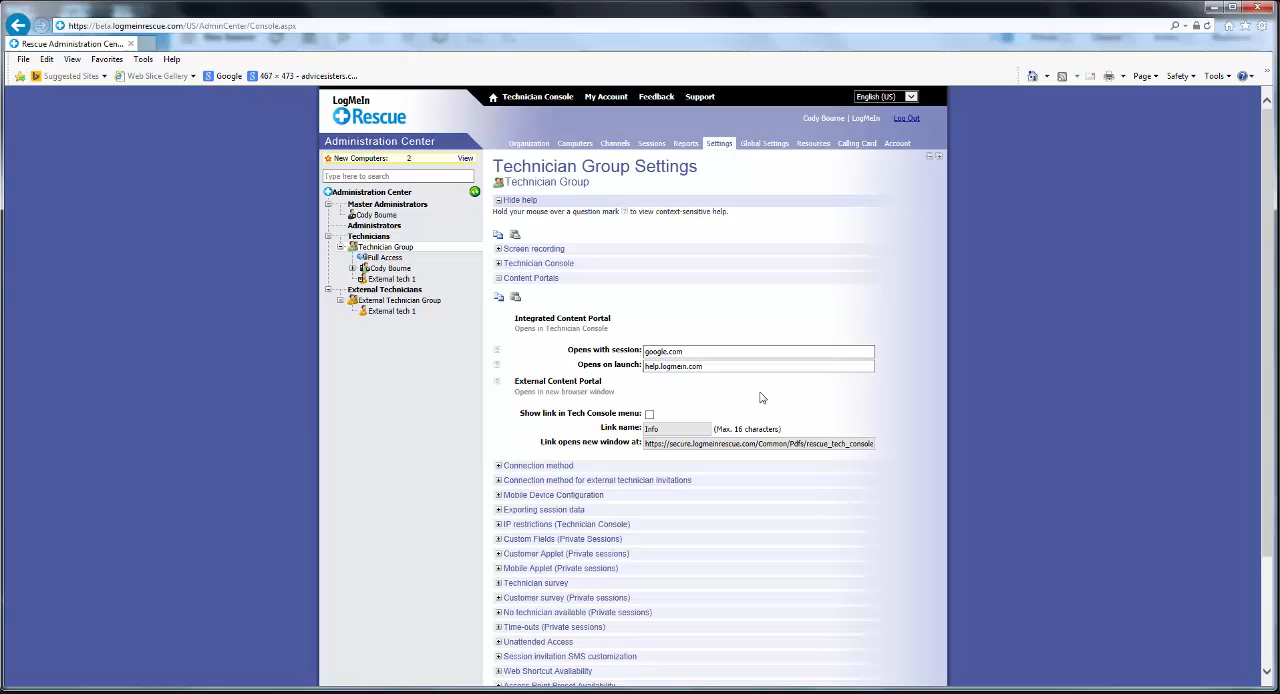 https://beta.logmeinrescue.com/US/AdminCenter/Console.aspx
Rescue Administration Cen...
File Edit View Favorites Tools Help
Suggested Sites Web Slice Gallery Google 467 × 473 - advicesisters.c... Page Safety Tools
LogMeIn
Rescue
Technician Console My Account Feedback Support English (US)
Cody Bourne | LogMeIn Log Out
Administration Center
Organization Computers Channels Sessions Reports Settings Global Settings Resources Calling Card Account
New Computers: 2 View
Type here to search
Administration Center
Master Administrators
Cody Bourne
Administrators
Technicians
Technician Group
Full Access
Cody Bourne
External tech 1
External Technicians
External Technician Group
External tech 1
Technician Group Settings
Technician Group
Hide help
Hold your mouse over a question mark ? to view context-sensitive help.
Screen recording
Technician Console
Content Portals
Integrated Content Portal
Opens in Technician Console
Opens with session: google.com
Opens on launch: help.logmein.com
External Content Portal
Opens in new browser window
Show link in Tech Console menu:
Link name: Info (Max. 16 characters)
Link opens new window at: https://secure.logmeinrescue.com/Common/Pdfs/rescue_tech_console
Connection method
Connection method for external technician invitations
Mobile Device Configuration
Exporting session data
IP restrictions (Technician Console)
Custom Fields (Private Sessions)
Customer Applet (Private sessions)
Mobile Applet (Private sessions)
Technician survey
Customer survey (Private sessions)
No technician available (Private sessions)
Time-outs (Private sessions)
Unattended Access
Session invitation SMS customization
Web Shortcut Availability
Access Point Preset Availability